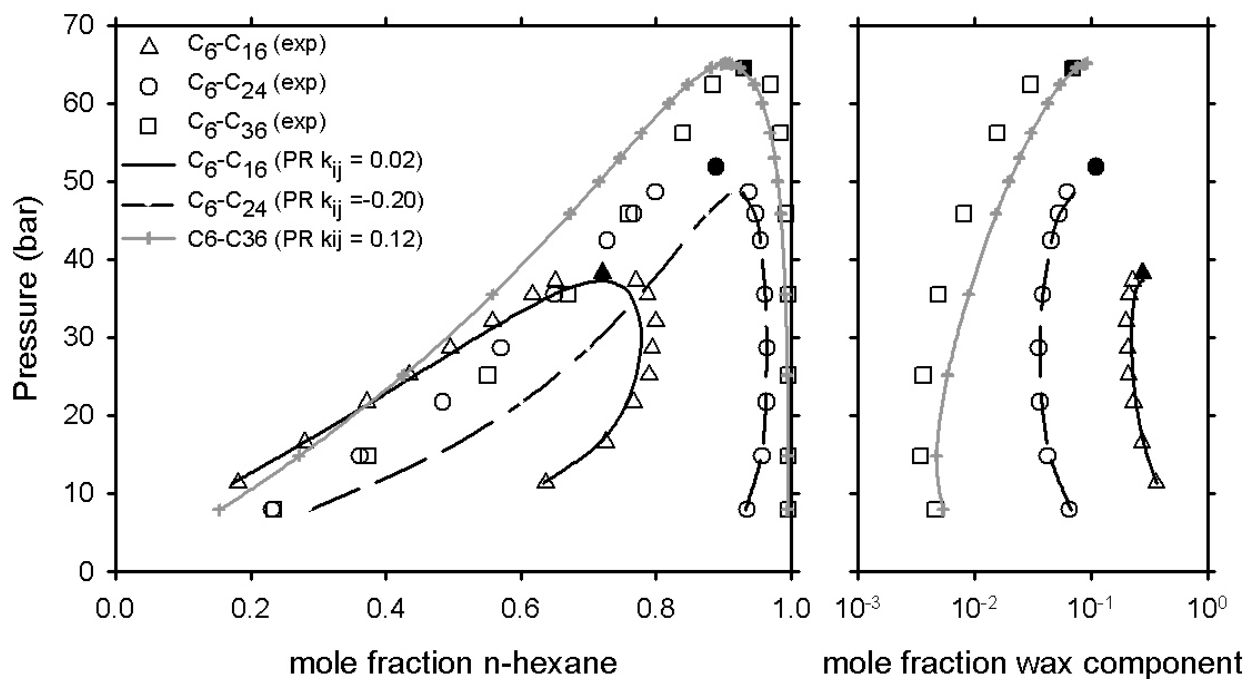 Pressure (bar)
70
60
50
40
30
20
10
0
C6-C16 (exp)
C6-C24 (exp)
C6-C36 (exp)
C6-C16 (PR kij = 0.02)
C6-C24 (PR kij =-0.20)
C6-C36 (PR kij = 0.12)
0.0 0.2 0.4 0.6 0.8 1.0
mole fraction n-hexane
10-3 10-2 10-1 100
mole fraction wax component